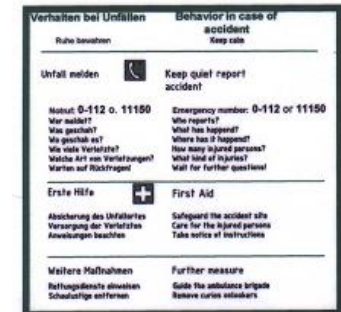 Verhalten bei Unfällen
Ruhe bewahren
Behavior in case of
accident
Keep calm
Unfall melden
Keep quiet report
accident
Notruf: 0-112 o. 11150
Wer meldet?
Was geschah?
Wo geschah es?
Wie viele Verletzte?
Welche Art von Verletzungen?
Warten auf Rückfragen!
Emergency number: 0-112 or 11150
Who reports?
What has happend?
Where has it happend?
How many injured persons?
What kind of injuries?
Wait for further questions!
Erste Hilfe
First Aid
Absicherung des Unfallortes
Versorgung der Verletzten
Anweisungen beachten
Safeguard the accident site
Care for the injured persons
Take notice of instructions
Weitere Maßnahmen
Further measure
Rettungsdienste einweisen
Schaulustige entfernen
Guide the ambulance brigade
Remove curios onlookers